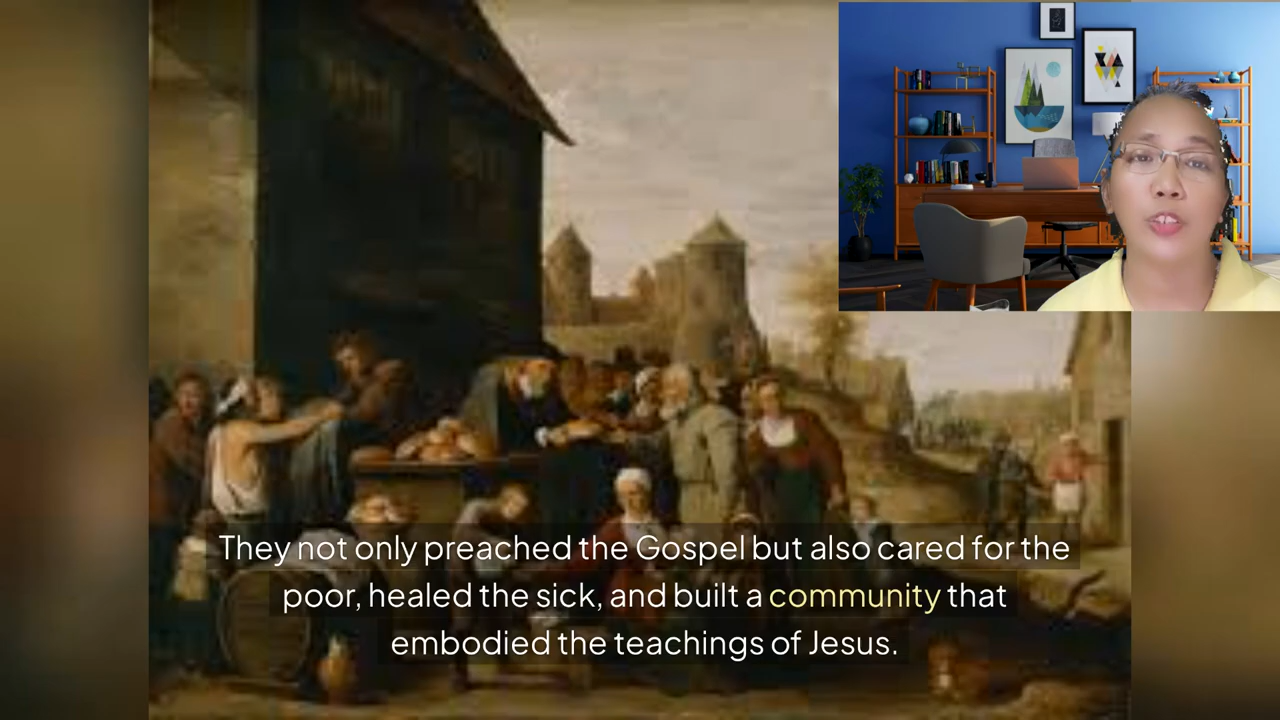 They not only preached the Gospel but also cared for the
poor, healed the sick, and built a community that
embodied the teachings of Jesus.